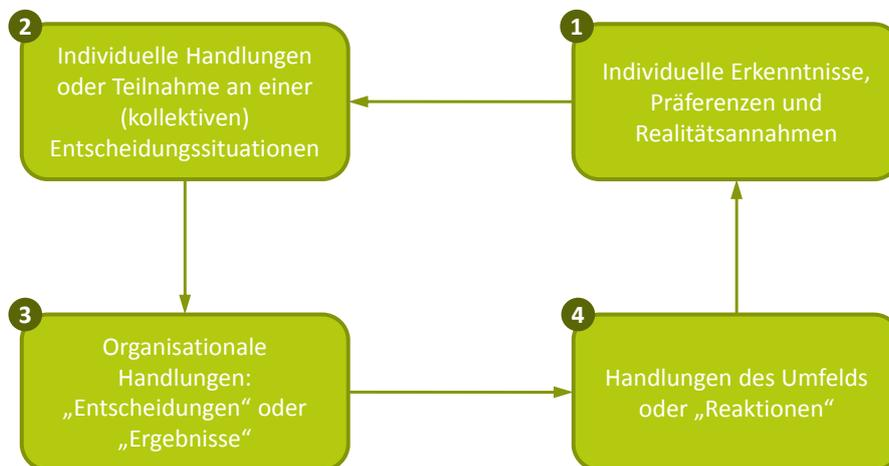 2
Individuelle Handlungen
oder Teilnahme an einer
(kollektiven)
Entscheidungssituationen
1
Individuelle Erkenntnisse,
Präferenzen und
Realitätsannahmen
3
Organisationale
Handlungen:
„Entscheidungen“ oder
„Ergebnisse“
4
Handlungen des Umfelds
oder „Reaktionen“